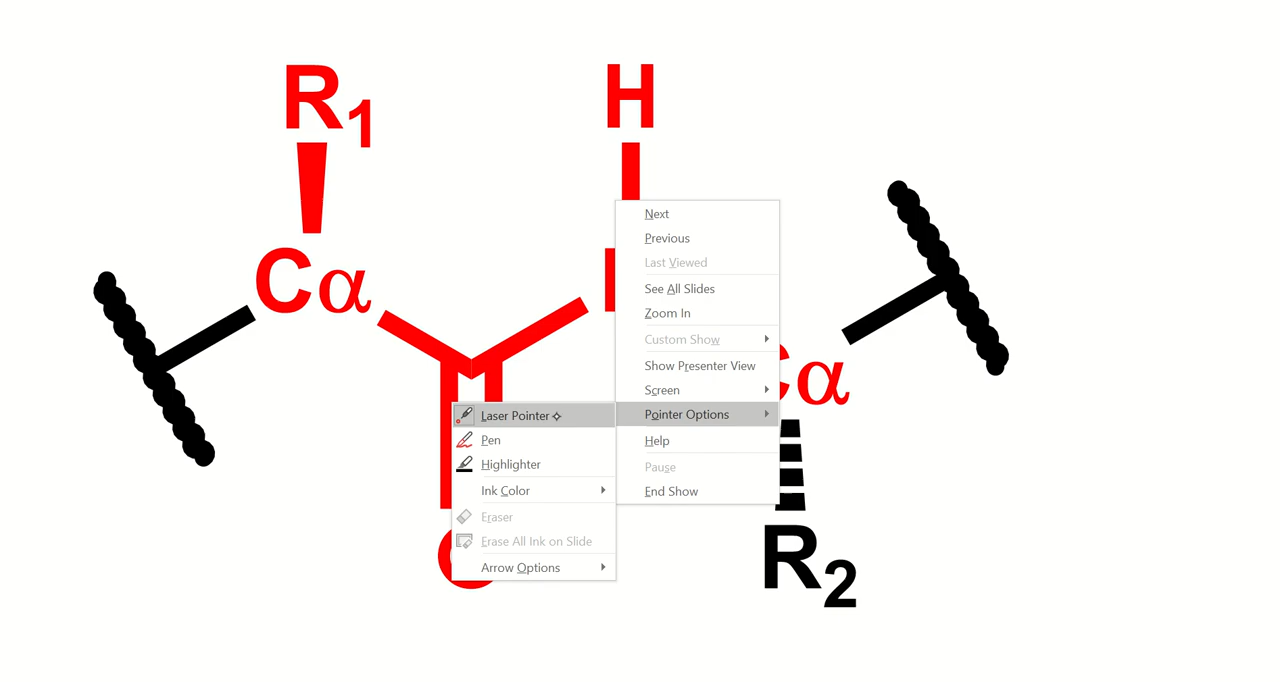 R1
H
Cα
Next
Previous
Last Viewed
See All Slides
Zoom In
Custom Show
Show Presenter View
Cα
Screen
Pointer Options
Help
Pause
End Show
Laser Pointer
Pen
Highlighter
Ink Color
Eraser
Erase All Ink on Slide
Arrow Options
R2